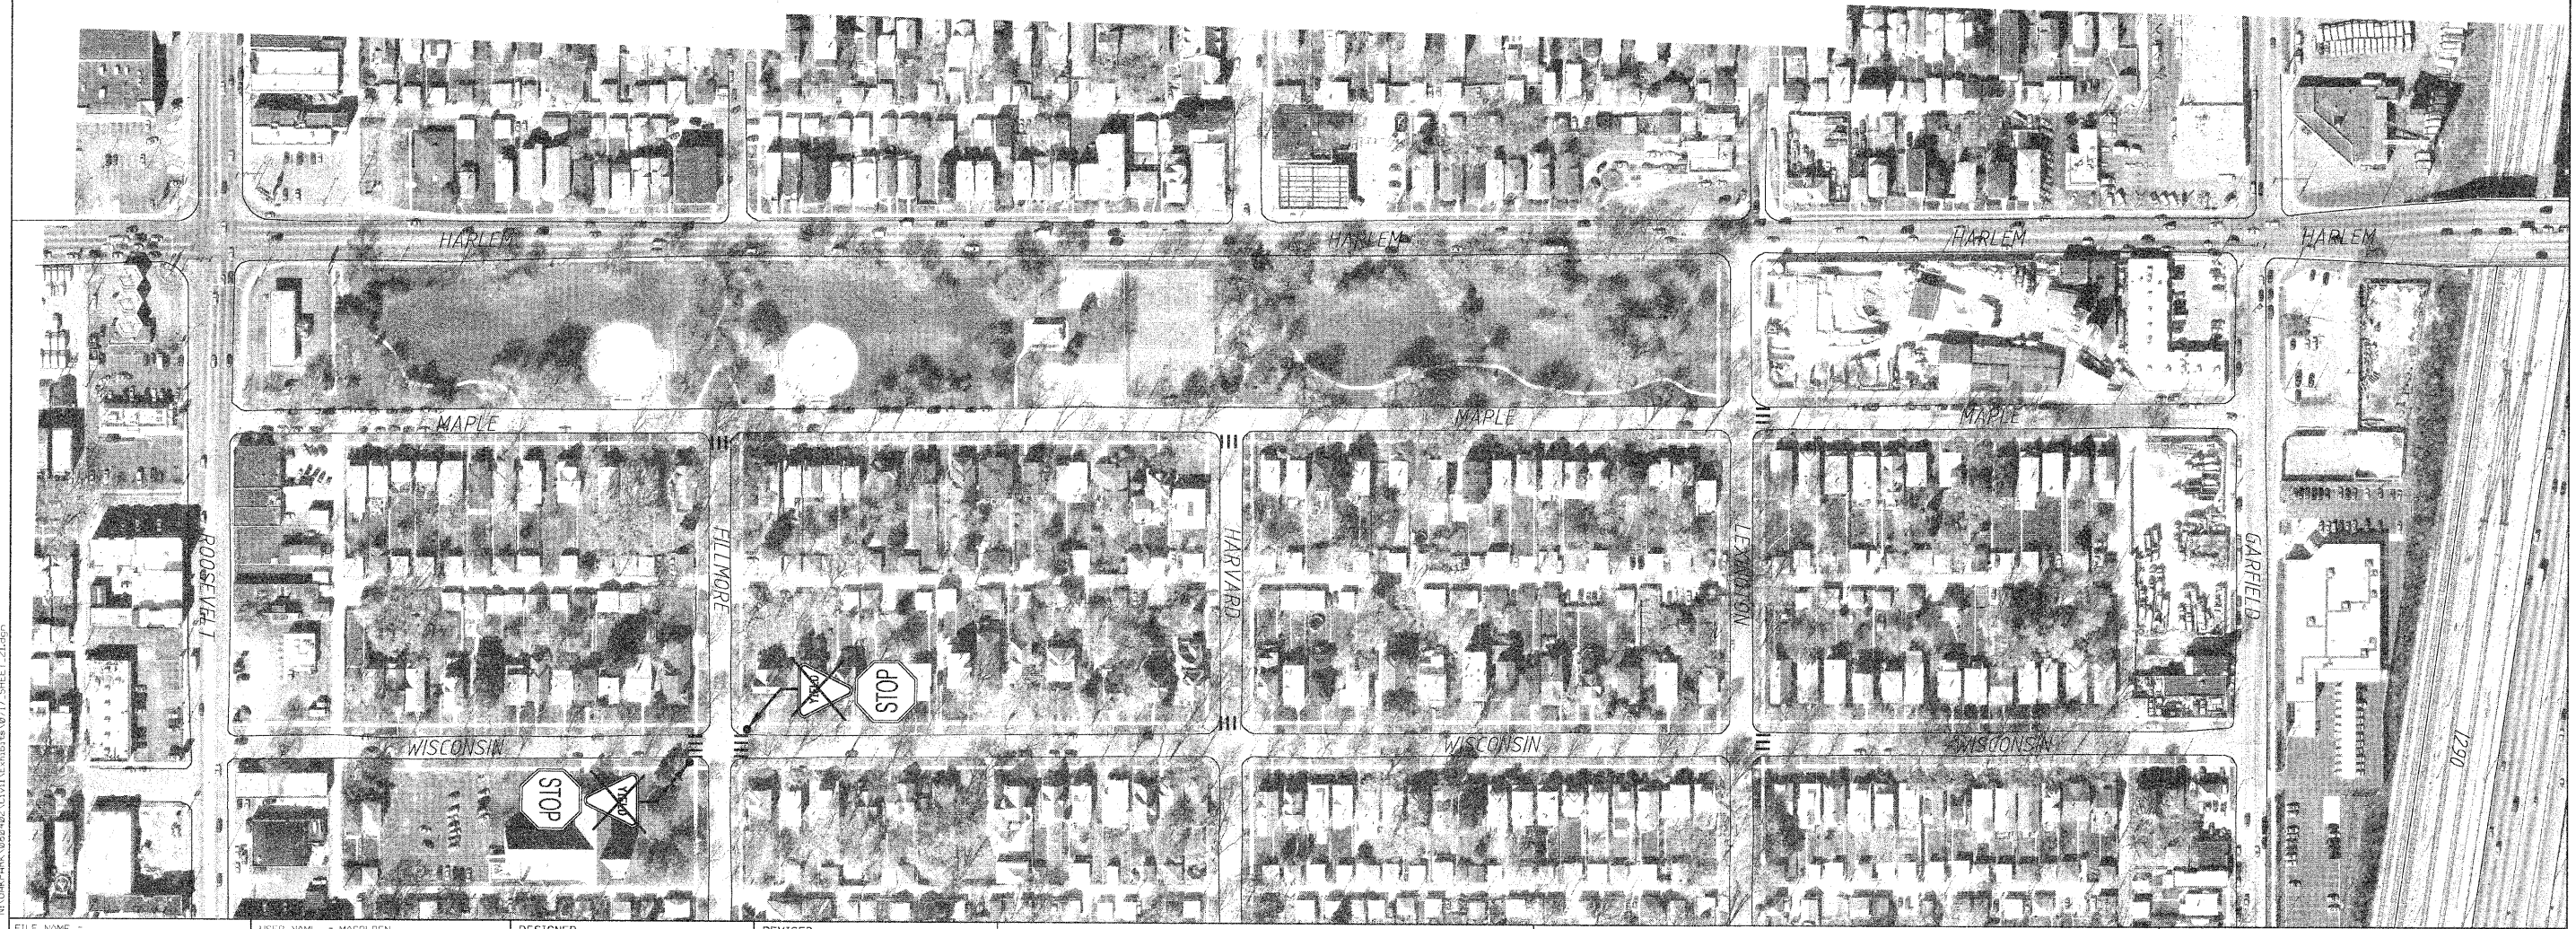 HARLEM
HARLEM
HARLEM
HARLEM
MAPLE
MAPLE
MAPLE
ROOSEVELT
FILLMORE
HARVARD
LEXINGTON
GARFIELD
YIELD
STOP
WISCONSIN
WISCONSIN
WISCONSIN
I290
STOP
YIELD
FILE NAME =
USER NAME =
DESIGNED
REVISED